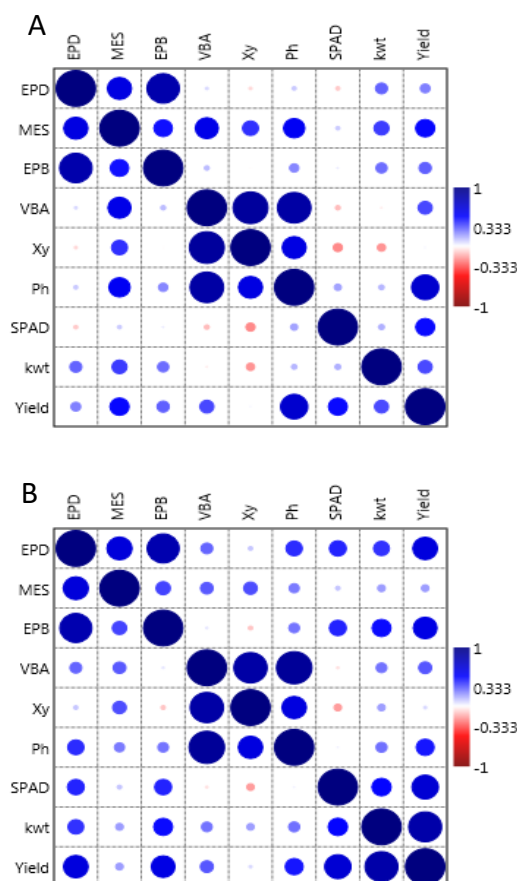 A
EPD MES EPB VBA Xy Ph SPAD kwt Yield
EPD
MES
EPB
VBA
Xy
Ph
SPAD
kwt
Yield
1
0.333
-0.333
-1
B
EPD MES EPB VBA Xy Ph SPAD kwt Yield
EPD
MES
EPB
VBA
Xy
Ph
SPAD
kwt
Yield
1
0.333
-0.333
-1